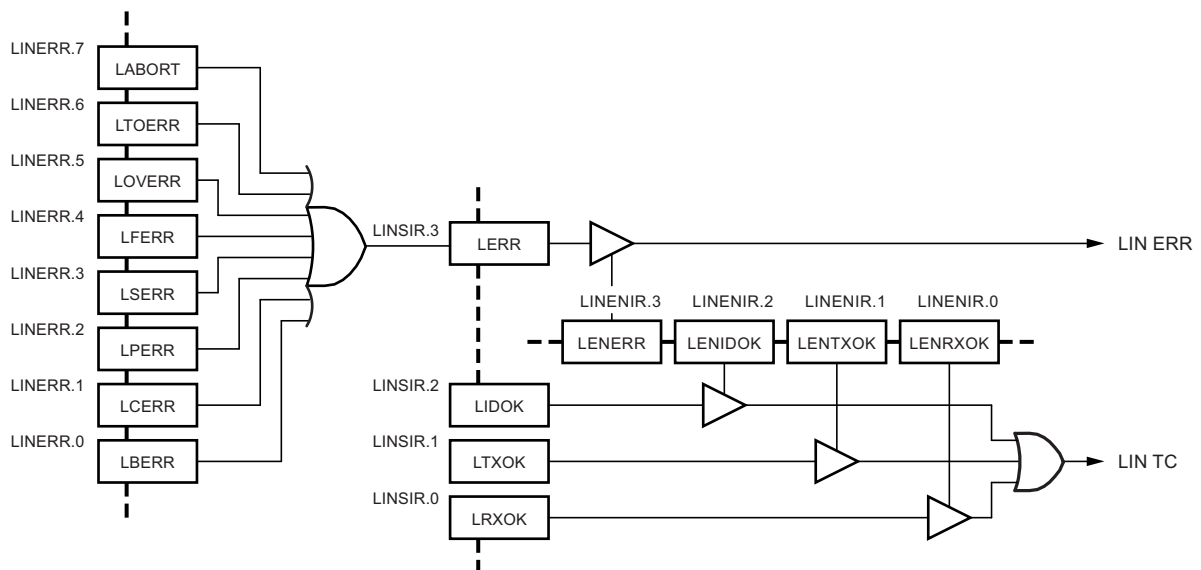 LINERR.7
LABORT
LINERR.6
LTOERR
LINERR.5
LOVERR
LINERR.4
LFERR
LINERR.3
LSERR
LINERR.2
LPERR
LINERR.1
LCERR
LINERR.0
LBERR
LINSIR.3
LERR
LIN ERR
LINENIR.3 LINENIR.2 LINENIR.1 LINENIR.0
LENERR LENIDOK LENTXOK LENRXOK
LINSIR.2
LIDOK
LINSIR.1
LTXOK
LIN TC
LINSIR.0
LRXOK